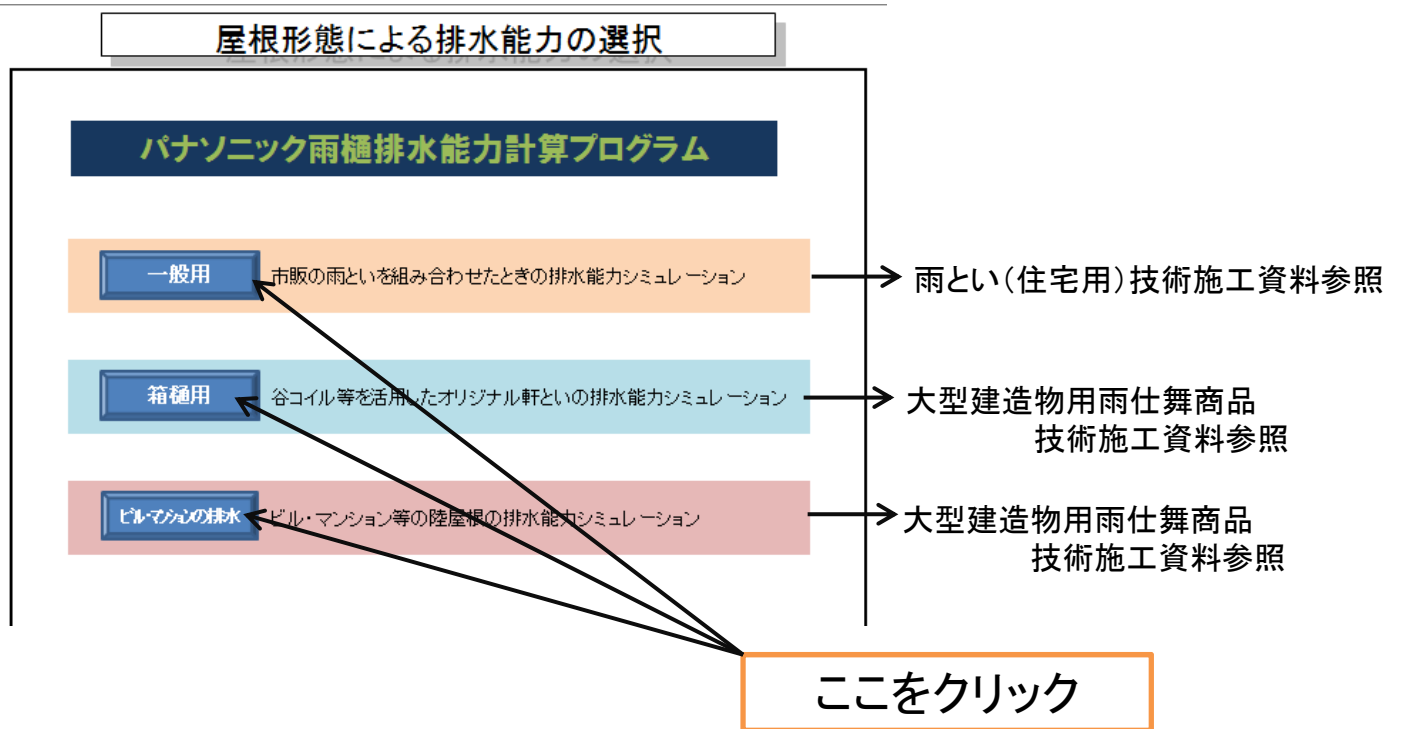 屋根形態による排水能力の選択
パナソニック雨樋排水能力計算プログラム
一般用 市販の雨といを組み合わせたときの排水能力シミュレーション
雨とい(住宅用)技術施工資料参照
箱樋用 谷コイル等を活用したオリジナル軒といの排水能力シミュレーション
大型建造物用雨仕舞商品
技術施工資料参照
ビル・マンションの排水 ビル・マンション等の陸屋根の排水能力シミュレーション
大型建造物用雨仕舞商品
技術施工資料参照
ここをクリック